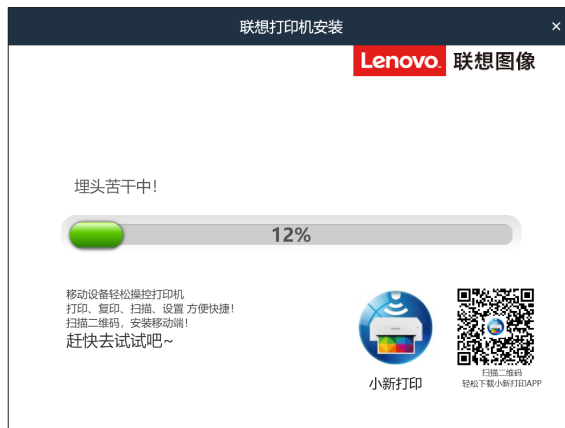 联想打印机安装
×
Lenovo. 联想图像
埋头苦干中！
12%
移动设备轻松操控打印机
打印、复印、扫描、设置 方便快捷！
扫描二维码，安装移动端！
赶快去试试吧~
小新打印
扫描二维码
轻松下载小新打印APP